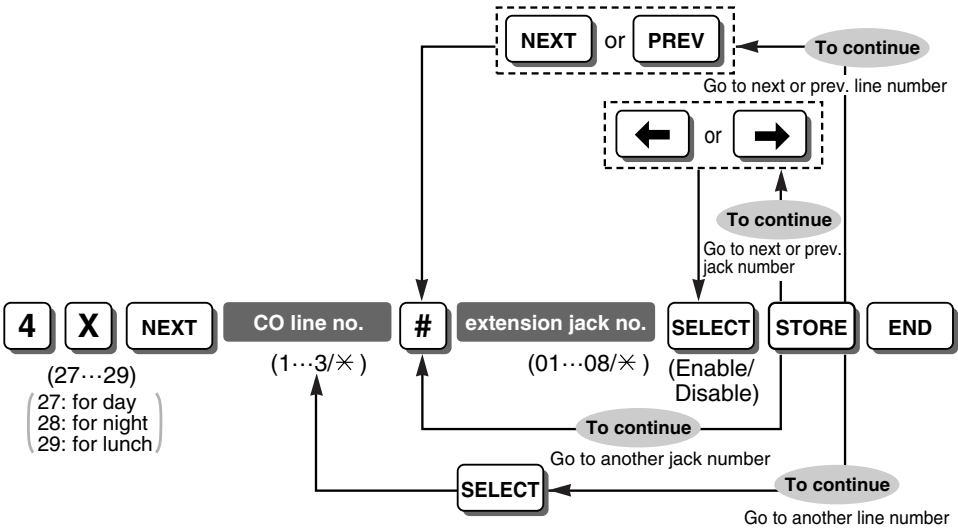 NEXT or PREV
To continue
Go to next or prev. line number
← or →
To continue
Go to next or prev.
jack number
4 X NEXT CO line no. # extension jack no. SELECT STORE END
(27···29)
27: for day
28: for night
29: for lunch
(1···3/✳)
(01···08/✳)
(Enable/
Disable)
To continue
Go to another jack number
SELECT
To continue
Go to another line number